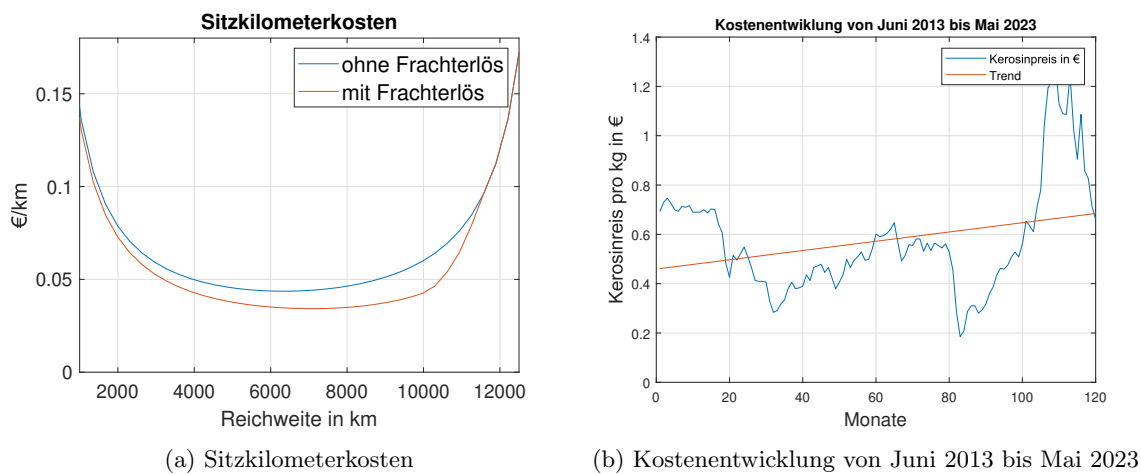 Sitzkilometerkosten
ohne Frachterlös
mit Frachterlös
€/km
0.15
0.1
0.05
0
2000 4000 6000 8000 10000 12000
Reichweite in km
(a) Sitzkilometerkosten
Kostenentwiklung von Juni 2013 bis Mai 2023
Kerosinpreis in €
Trend
Kerosinreis pro kg in €
1.4
1.2
1
0.8
0.6
0.4
0.2
0
0 20 40 60 80 100 120
Monate
(b) Kostenentwicklung von Juni 2013 bis Mai 2023